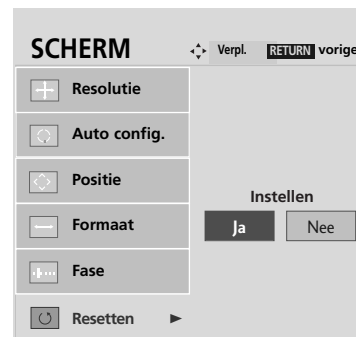 SCHERM Verpl. RETURN vorige
Resolutie
Auto config.
Positie
Instellen
Formaat
Ja Nee
Fase
Resetten